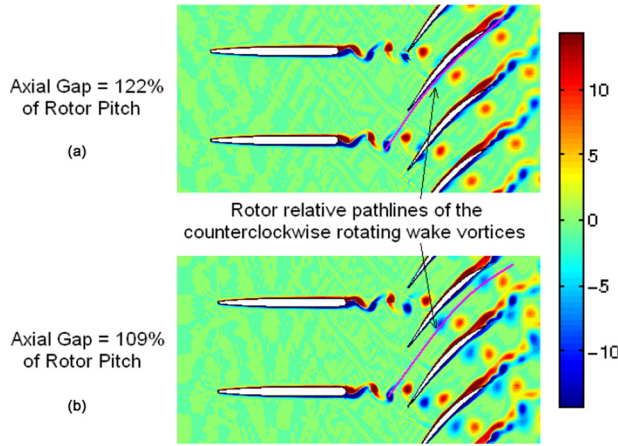 Axial Gap = 122%
of Rotor Pitch
(a)
Rotor relative pathlines of the
counterclockwise rotating wake vortices
Axial Gap = 109%
of Rotor Pitch
(b)
10
5
0
−5
−10